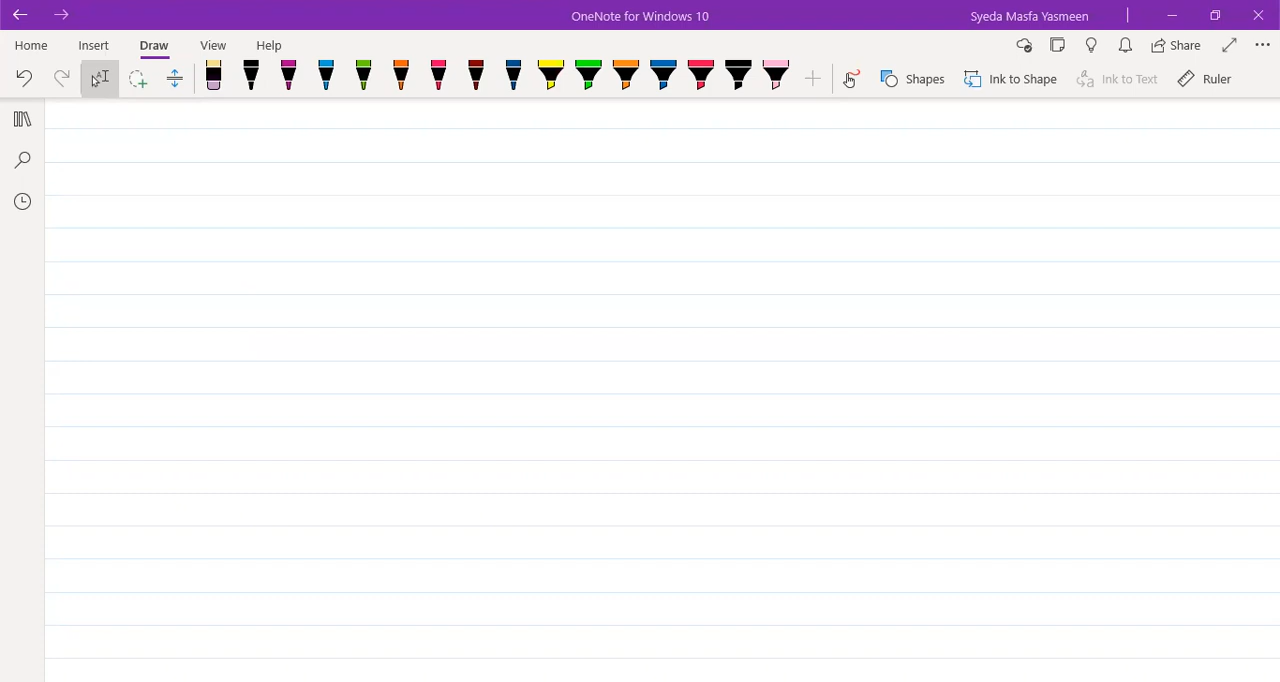 OneNote for Windows 10
Syeda Masfa Yasmeen
Home Insert Draw View Help
Share
Shapes Ink to Shape Ink to Text Ruler